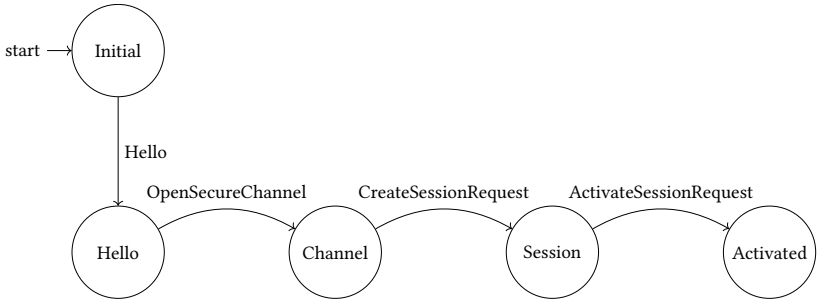 start
Initial
Hello
OpenSecureChannel
CreateSessionRequest
ActivateSessionRequest
Hello
Channel
Session
Activated